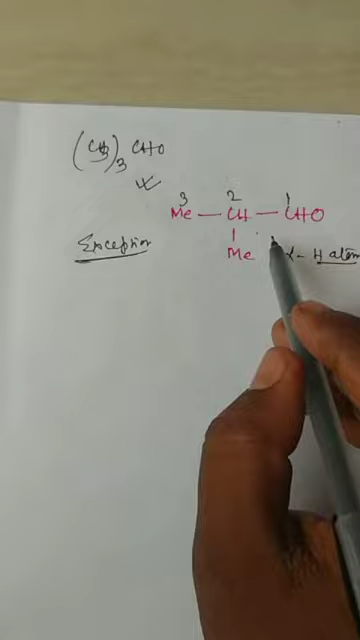 (CH3)3 CHO
3 2 1
Me — CH — CHO
Exception
Me α - H atom